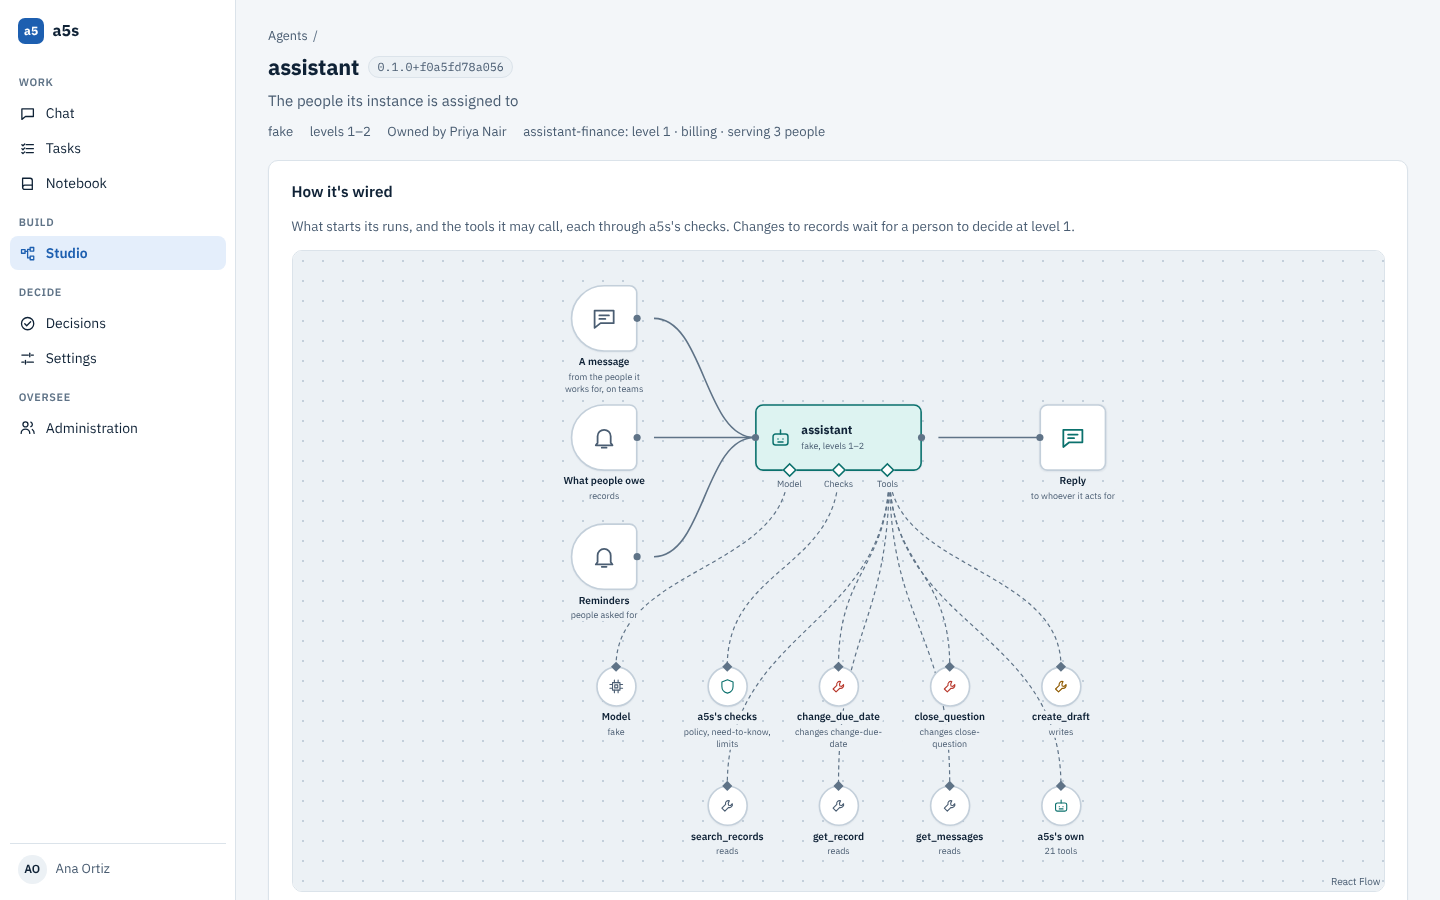 a5 a5s
WORK
Chat
Tasks
Notebook
BUILD
Studio
DECIDE
Decisions
Settings
OVERSEE
Administration
AO Ana Ortiz
Agents /
assistant 0.1.0+f0a5fd78a056
The people its instance is assigned to
fake levels 1–2 Owned by Priya Nair assistant-finance: level 1 · billing · serving 3 people
How it's wired
What starts its runs, and the tools it may call, each through a5s's checks. Changes to records wait for a person to decide at level 1.
A message
from the people it
works for, on teams
What people owe
records
Reminders
people asked for
assistant
fake, levels 1–2
Model Checks Tools
Reply
to whoever it acts for
Model
fake
a5s's checks
policy, need-to-know,
limits
change_due_date
changes change-due-
date
close_question
changes close-
question
create_draft
writes
search_records
reads
get_record
reads
get_messages
reads
a5s's own
21 tools
React Flow